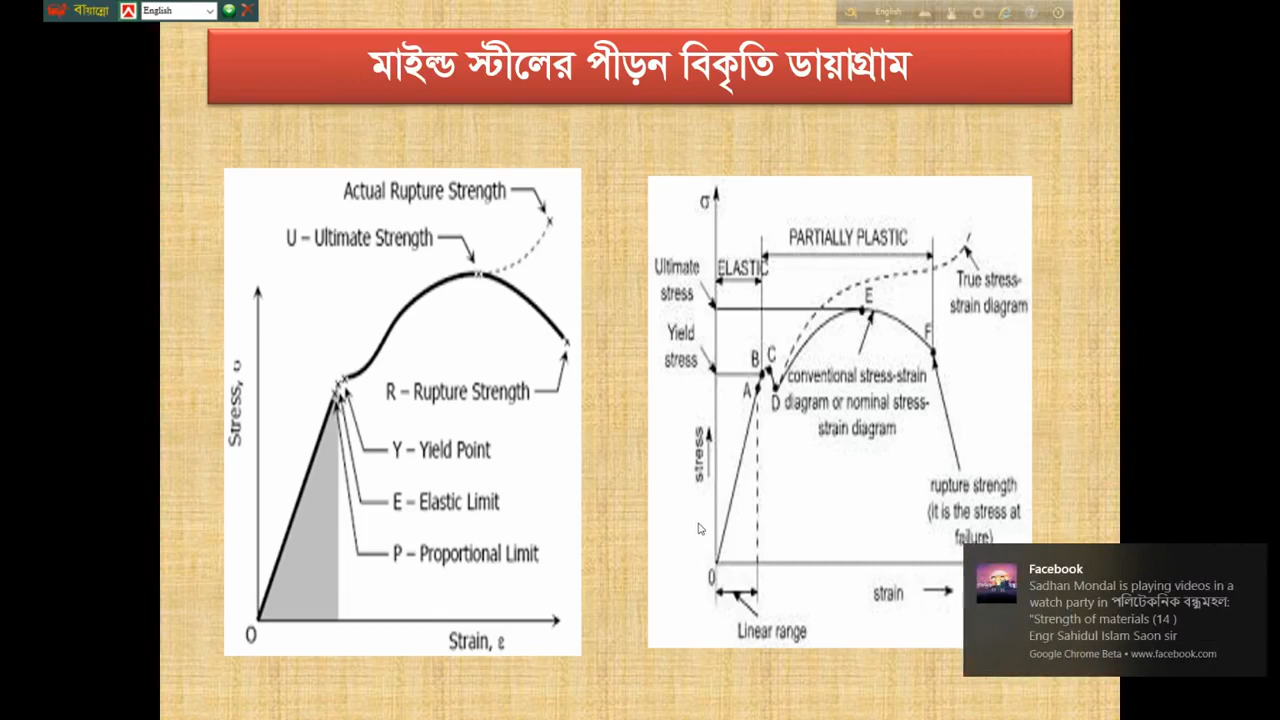 বায়ান্নো
English
English
মাইল্ড স্টীলের পীড়ন বিকৃতি ডায়াগ্রাম
Actual Rupture Strength
U – Ultimate Strength
R – Rupture Strength
Y – Yield Point
E – Elastic Limit
P – Proportional Limit
Stress, σ
0
Strain, ε
σ
PARTIALLY PLASTIC
ELASTIC
Ultimate
stress
True stress-
strain diagram
E
Yield
stress
B
C
F
A
D
conventional stress-strain
diagram or nominal stress-
strain diagram
stress
rupture strength
(it is the stress at
failure)
0
strain
Linear range
Facebook
Sadhan Mondal is playing videos in a
watch party in পলিটেকনিক বন্ধুমহল:
"Strength of materials (14 )
Engr Sahidul Islam Saon sir
Google Chrome Beta • www.facebook.com